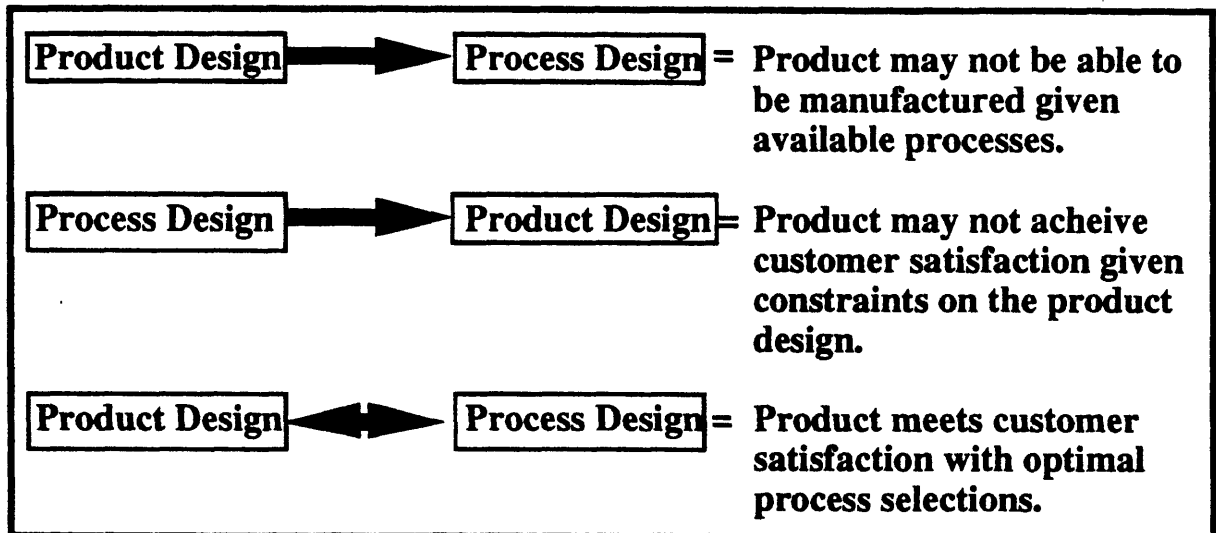 Product Design Process Design = Product may not be able to
be manufactured given
available processes.
Process Design Product Design = Product may not acheive
customer satisfaction given
constraints on the product
design.
Product Design Process Design = Product meets customer
satisfaction with optimal
process selections.